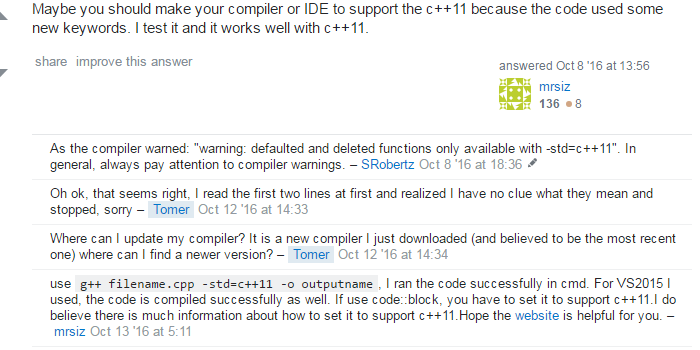 Maybe you should make your compiler or IDE to support the c++11 because the code used some
new keywords. I test it and it works well with c++11.
share improve this answer
answered Oct 8 '16 at 13:56
mrsiz
136 ●8
As the compiler warned: "warning: defaulted and deleted functions only available with -std=c++11". In
general, always pay attention to compiler warnings. – SRobertz Oct 8 '16 at 18:36
Oh ok, that seems right, I read the first two lines at first and realized I have no clue what they mean and
stopped, sorry – Tomer Oct 12 '16 at 14:33
Where can I update my compiler? It is a new compiler I just downloaded (and believed to be the most recent
one) where can I find a newer version? – Tomer Oct 12 '16 at 14:34
use g++ filename.cpp -std=c++11 -o outputname , I ran the code successfully in cmd. For VS2015 I
used, the code is compiled successfully as well. If use code::block, you have to set it to support c++11.I do
believe there is much information about how to set it to support c++11.Hope the website is helpful for you. –
mrsiz Oct 13 '16 at 5:11